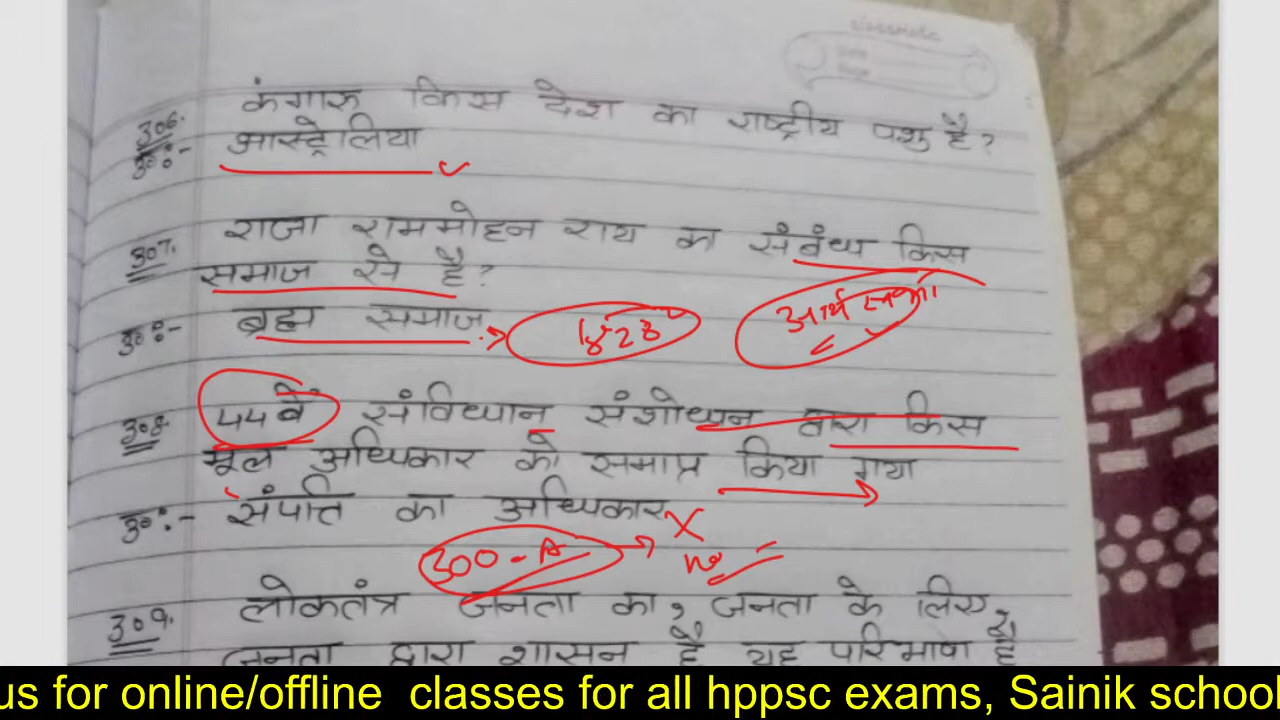 classmate
306. कंगारु किस देश का राष्ट्रीय पशु है?
उ०:- आस्ट्रेलिया
307. राजा राममोहन राय का संबंध किस
समाज से है?
उ०:- ब्रह्म समाज → 1828
308. 44वें संविधान संशोधन द्वारा किस
मूल अधिकार को समाप्त किया गया
उ०:- संपत्ति का अधिकार X
300-A → no
309. लोकतंत्र जनता का, जनता के लिए,
जनता द्वारा शासन है यह परिभाषा है
us for online/offline classes for all hppsc exams, Sainik school